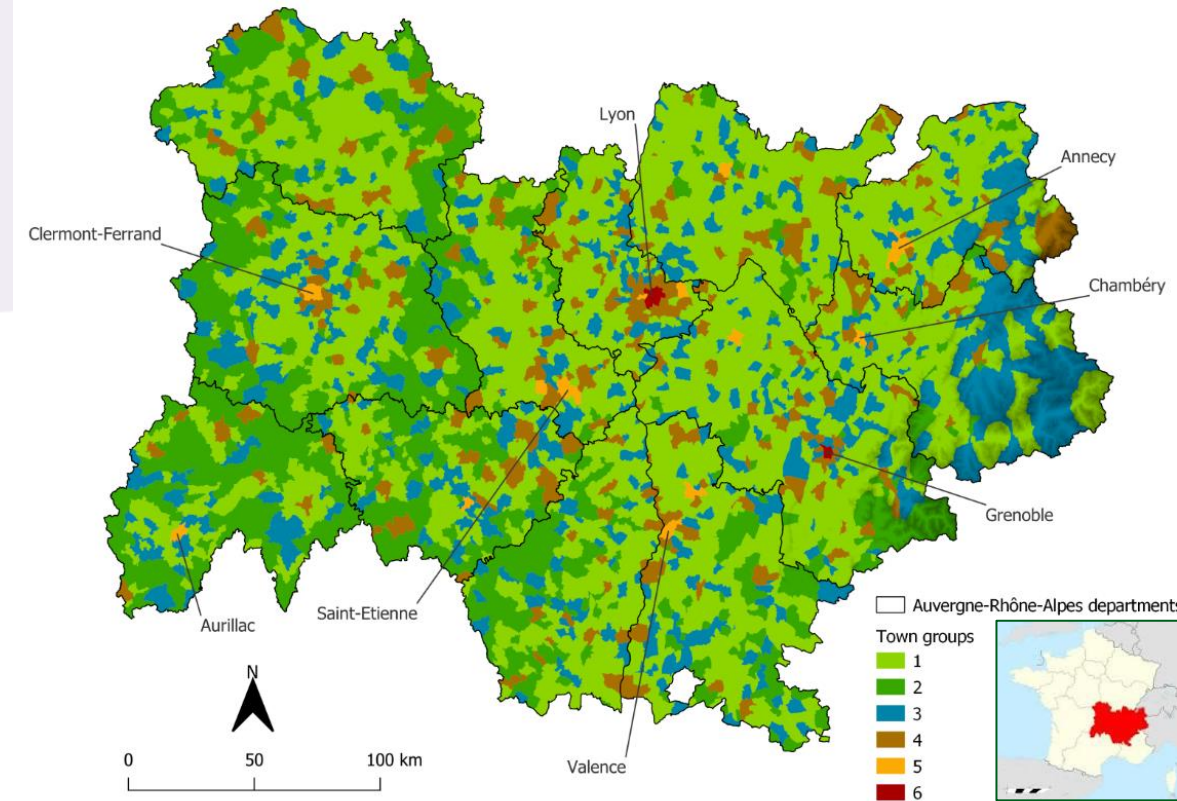 Lyon
Annecy
Clermont-Ferrand
Chambéry
Grenoble
Saint-Etienne
Aurillac
Valence
N
0 50 100 km
Auvergne-Rhône-Alpes departments
Town groups
1
2
3
4
5
6